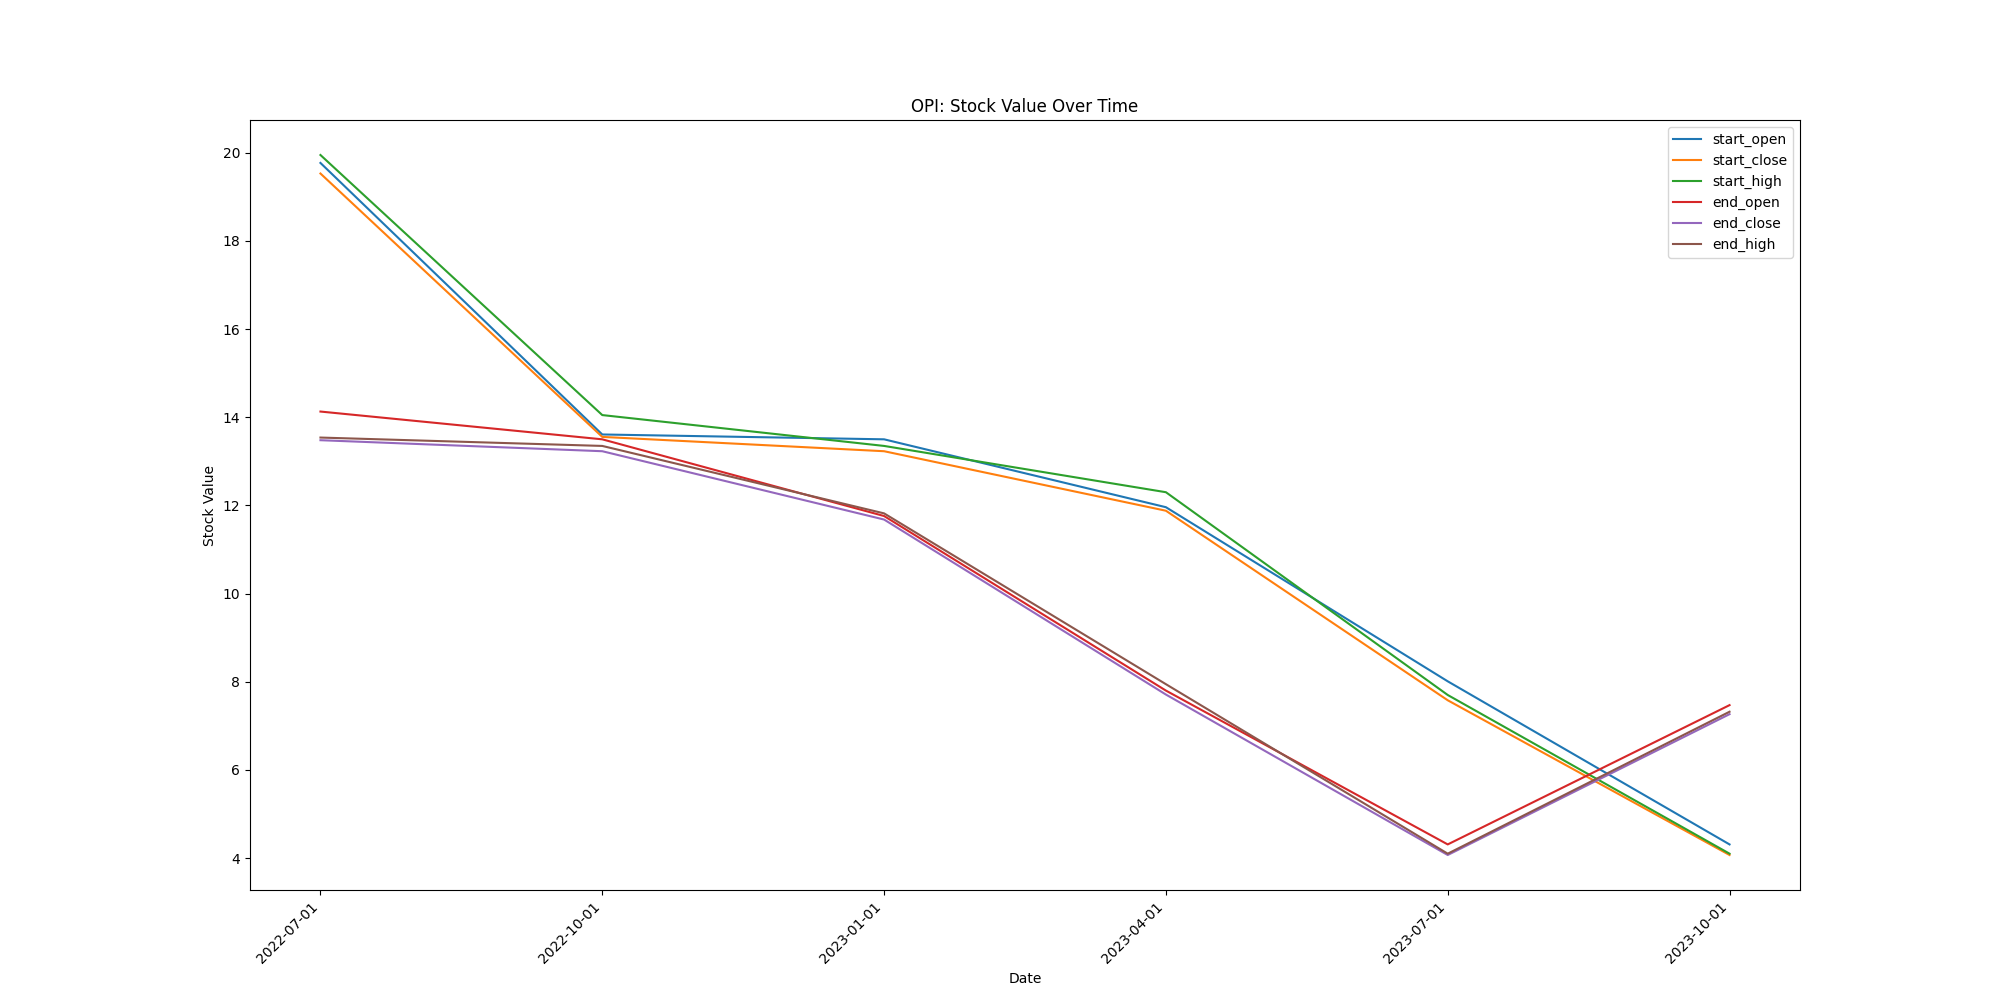 OPI: Stock Value Over Time
start_open
start_close
start_high
end_open
end_close
end_high
20
18
16
14
12
10
8
6
4
Stock Value
2022-07-01
2022-10-01
2023-01-01
2023-04-01
2023-07-01
2023-10-01
Date